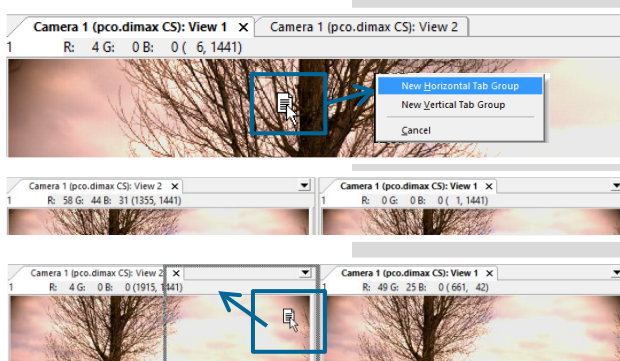 Camera 1 (pco.dimax CS): View 1 X Camera 1 (pco.dimax CS): View 2
1 R: 4 G: 0 B: 0 ( 6, 1441)
New Horizontal Tab Group
New Vertical Tab Group
Cancel
Camera 1 (pco.dimax CS): View 2 X Camera 1 (pco.dimax CS): View 1 X
1 R: 58 G: 44 B: 31 (1355, 1441) 1 R: 0 G: 0 B: 0 ( 1, 1441)
Camera 1 (pco.dimax CS): View 2 X Camera 1 (pco.dimax CS): View 1 X
1 R: 4 G: 0 B: 0 (1915, 1441) 1 R: 49 G: 25 B: 0 ( 661, 42)